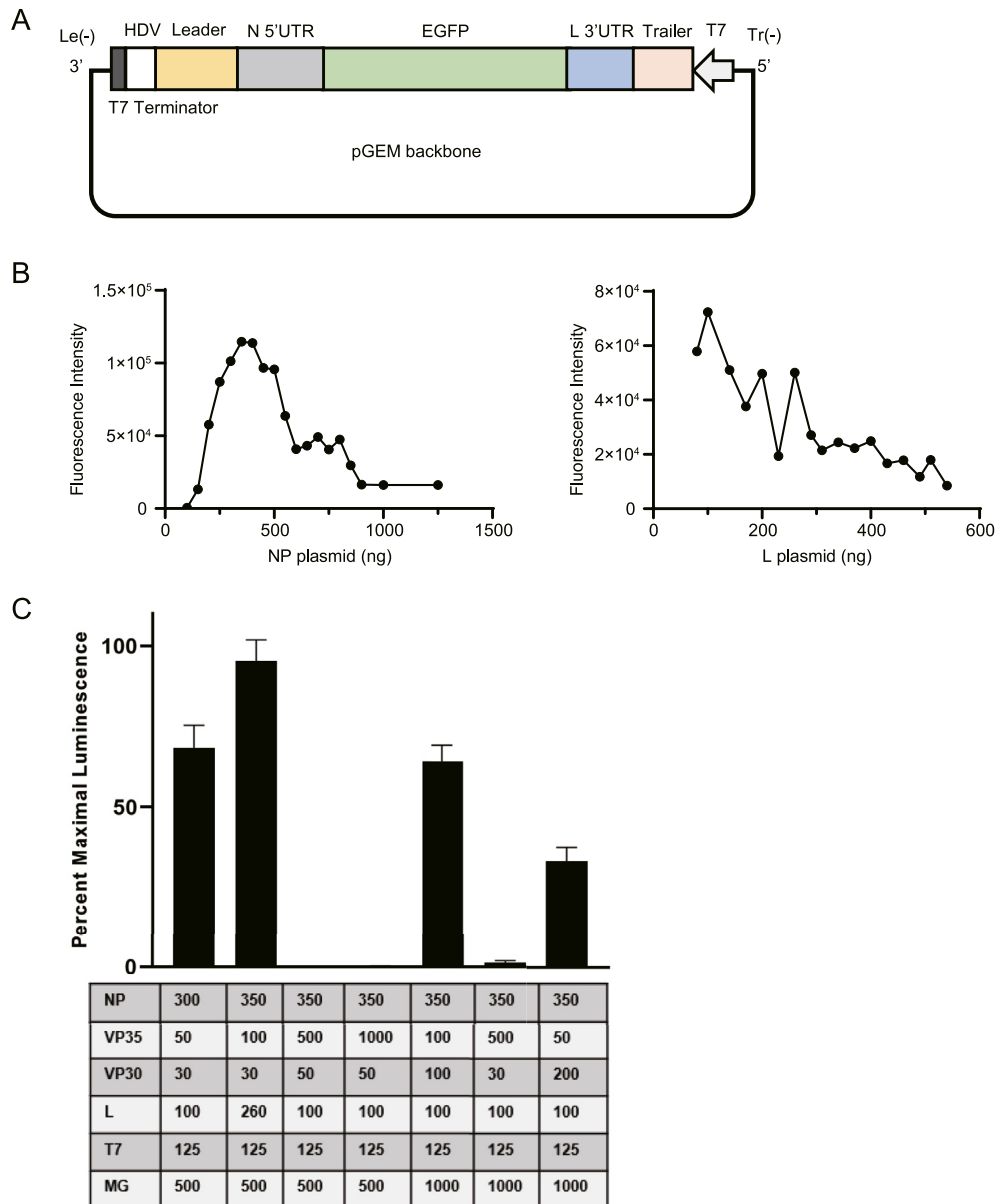 A
HDV Leader N 5'UTR EGFP L 3'UTR Trailer T7
Le(-) Tr(-)
3' 5'
T7 Terminator
pGEM backbone
B
1.5×10⁵
1×10⁵
5×10⁴
0
Fluorescence Intensity
0 500 1000 1500
NP plasmid (ng)
8×10⁴
6×10⁴
4×10⁴
2×10⁴
0
Fluorescence Intensity
0 200 400 600
L plasmid (ng)
C
Percent Maximal Luminescence
100
50
0
NP 300 350 350 350 350 350 350
VP35 50 100 500 1000 100 500 50
VP30 30 30 50 50 100 30 200
L 100 260 100 100 100 100 100
T7 125 125 125 125 125 125 125
MG 500 500 500 500 1000 1000 1000